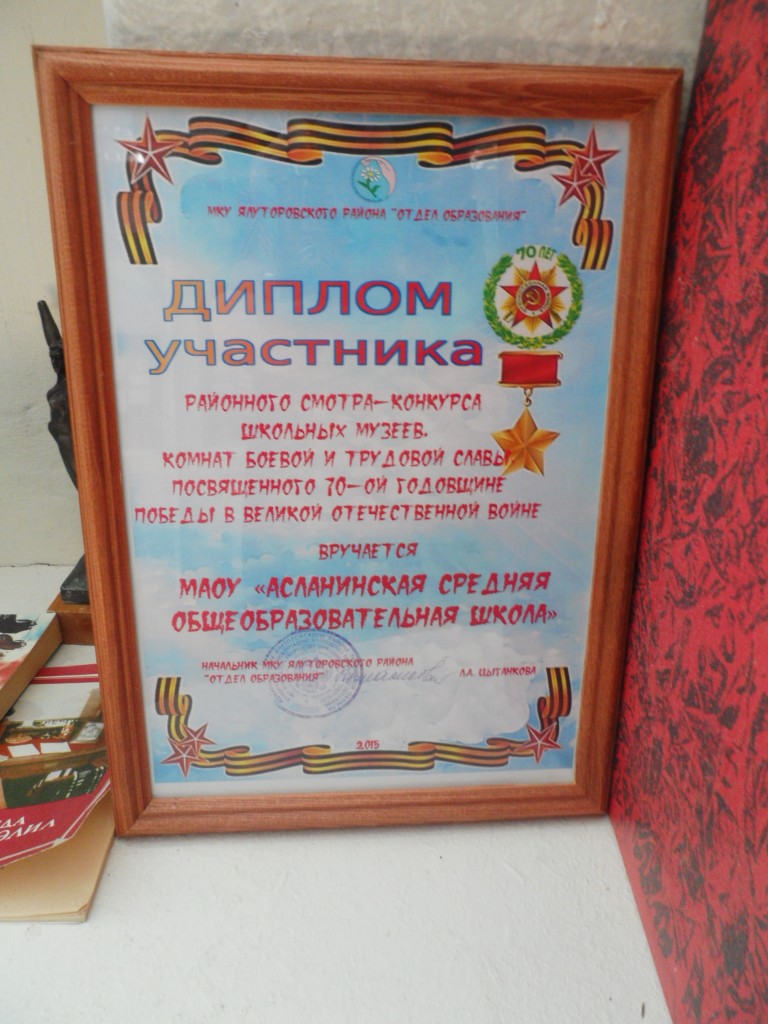 МКУ ЯЛУТОРОВСКОГО РАЙОНА "ОТДЕЛ ОБРАЗОВАНИЯ"
70 ЛЕТ
ДИПЛОМ
участника
РАЙОННОГО СМОТРА-КОНКУРСА
ШКОЛЬНЫХ МУЗЕЕВ.
КОМНАТ БОЕВОЙ И ТРУДОВОЙ СЛАВЫ
ПОСВЯЩЕННОГО 70-ОЙ ГОДОВЩИНЕ
ПОБЕДЫ В ВЕЛИКОЙ ОТЕЧЕСТВЕННОЙ ВОЙНЕ
ВРУЧАЕТСЯ
МАОУ «АСЛАНИНСКАЯ СРЕДНЯЯ
ОБЩЕОБРАЗОВАТЕЛЬНАЯ ШКОЛА»
НАЧАЛЬНИК МКУ ЯЛУТОРОВСКОГО РАЙОНА
"ОТДЕЛ ОБРАЗОВАНИЯ"
Л.А. ЦЫГАНКОВА
2015